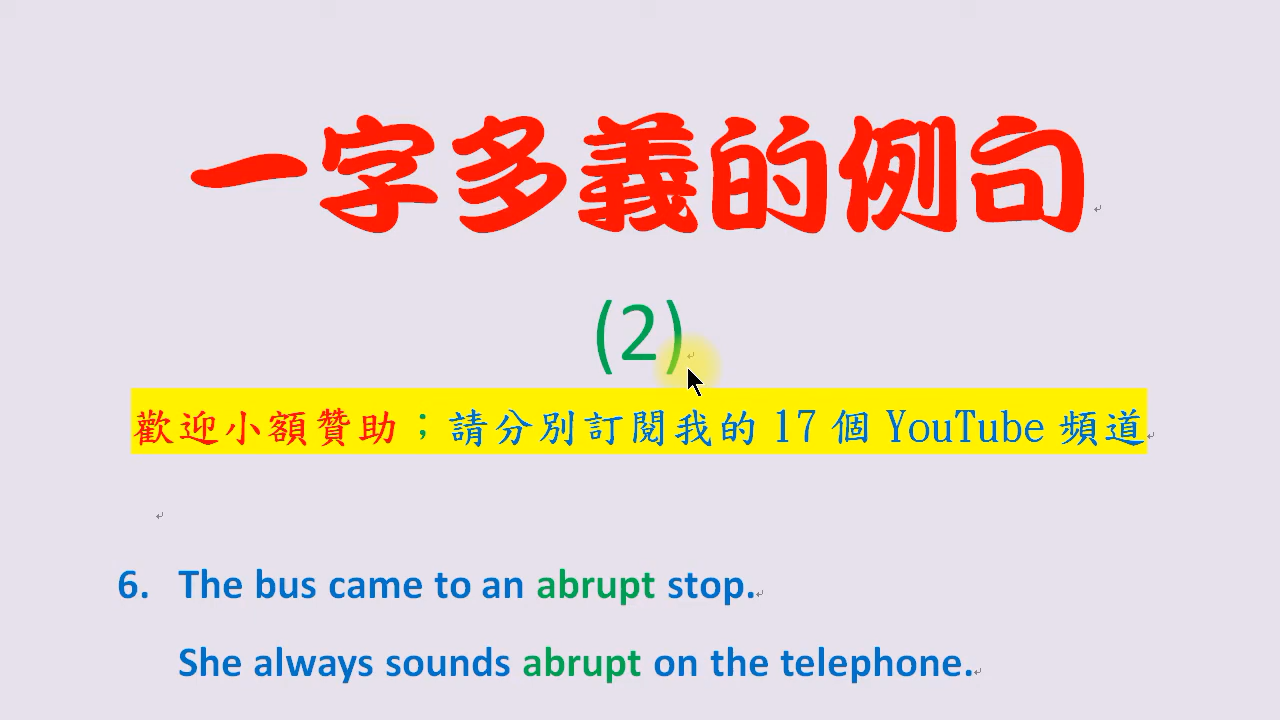 一字多義的例句
(2)
歡迎小額贊助；請分別訂閱我的 17 個 YouTube 頻道
6. The bus came to an abrupt stop.
She always sounds abrupt on the telephone.